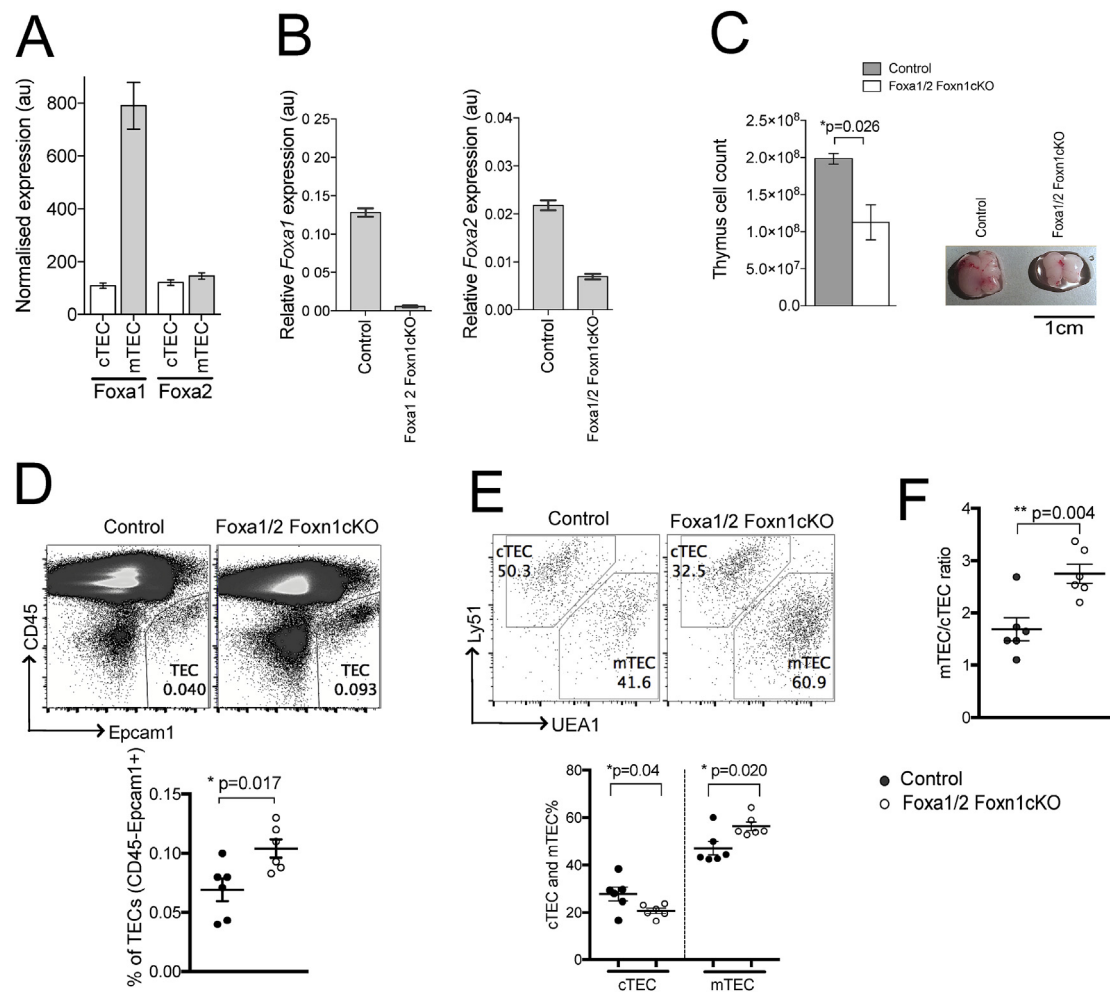 A
Normalised expression (au)
800
600
400
200
0
cTEC
mTEC
cTEC
mTEC
Foxa1
Foxa2
B
Relative Foxa1 expression (au)
0 25
0 20
0.15
0.10
0 05
0 00
Control
Foxa1 2 Foxn1cKO
Relative Foxa2 expression (au)
0.04
0.03
0.02
0.01
0.00
Control
Foxa1/2 Foxn1cKO
C
Control
Foxa1/2 Foxn1cKO
Thymus cell count
2.5×10⁸
2.0×10⁸
1.5×10⁸
1.0×10⁸
5.0×10⁷
0.0
*p=0.026
Control
Foxa1/2 Foxn1cKO
1cm
D
Control
Foxa1/2 Foxn1cKO
CD45
TEC
0.040
TEC
0.093
Epcam1
% of TECs (CD45-Epcam1+)
* p=0.017
0.15
0.10
0.05
0.00
E
Control
Foxa1/2 Foxn1cKO
Ly51
cTEC
50.3
mTEC
41.6
cTEC
32.5
mTEC
60.9
UEA1
cTEC and mTEC%
80
60
40
20
0
*p=0.04
* p=0.020
cTEC
mTEC
F
mTEC/cTEC ratio
4
3
2
1
0
** p=0.004
Control
Foxa1/2 Foxn1cKO